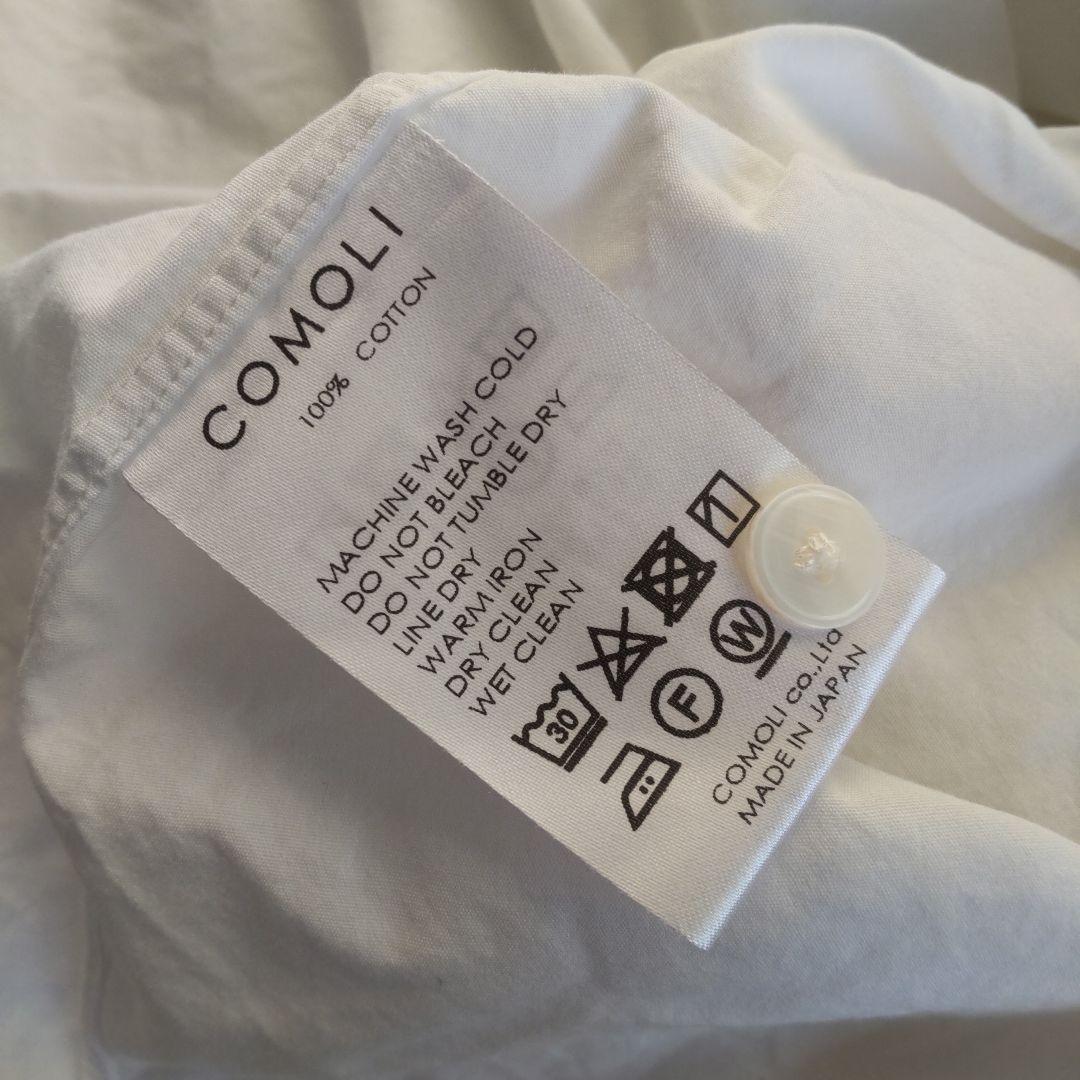 COMOLI
100% COTTON
MACHINE WASH COLD
DO NOT BLEACH
DO NOT TUMBLE DRY
LINE DRY
WARM IRON
DRY CLEAN
WET CLEAN
30
F
W
COMOLI co.,Ltd
MADE IN JAPAN